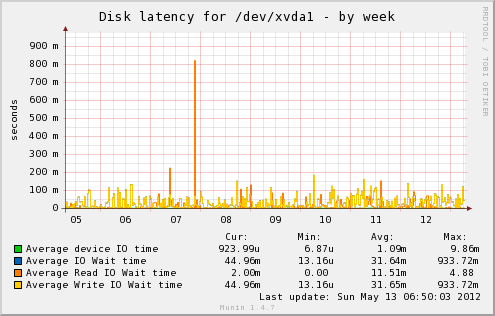 Disk latency for /dev/xvda1 - by week
RRDTOOL / TOBI OETIKER
seconds
900 m
800 m
700 m
600 m
500 m
400 m
300 m
200 m
100 m
0
05 06 07 08 09 10 11 12
Cur: Min: Avg: Max:
Average device IO time 923.99u 6.87u 1.09m 9.86m
Average IO Wait time 44.96m 13.16u 31.64m 933.72m
Average Read IO Wait time 2.00m 0.00 11.51m 4.88
Average Write IO Wait time 44.96m 13.16u 31.65m 933.72m
Last update: Sun May 13 06:50:03 2012
Munin 1.4.7